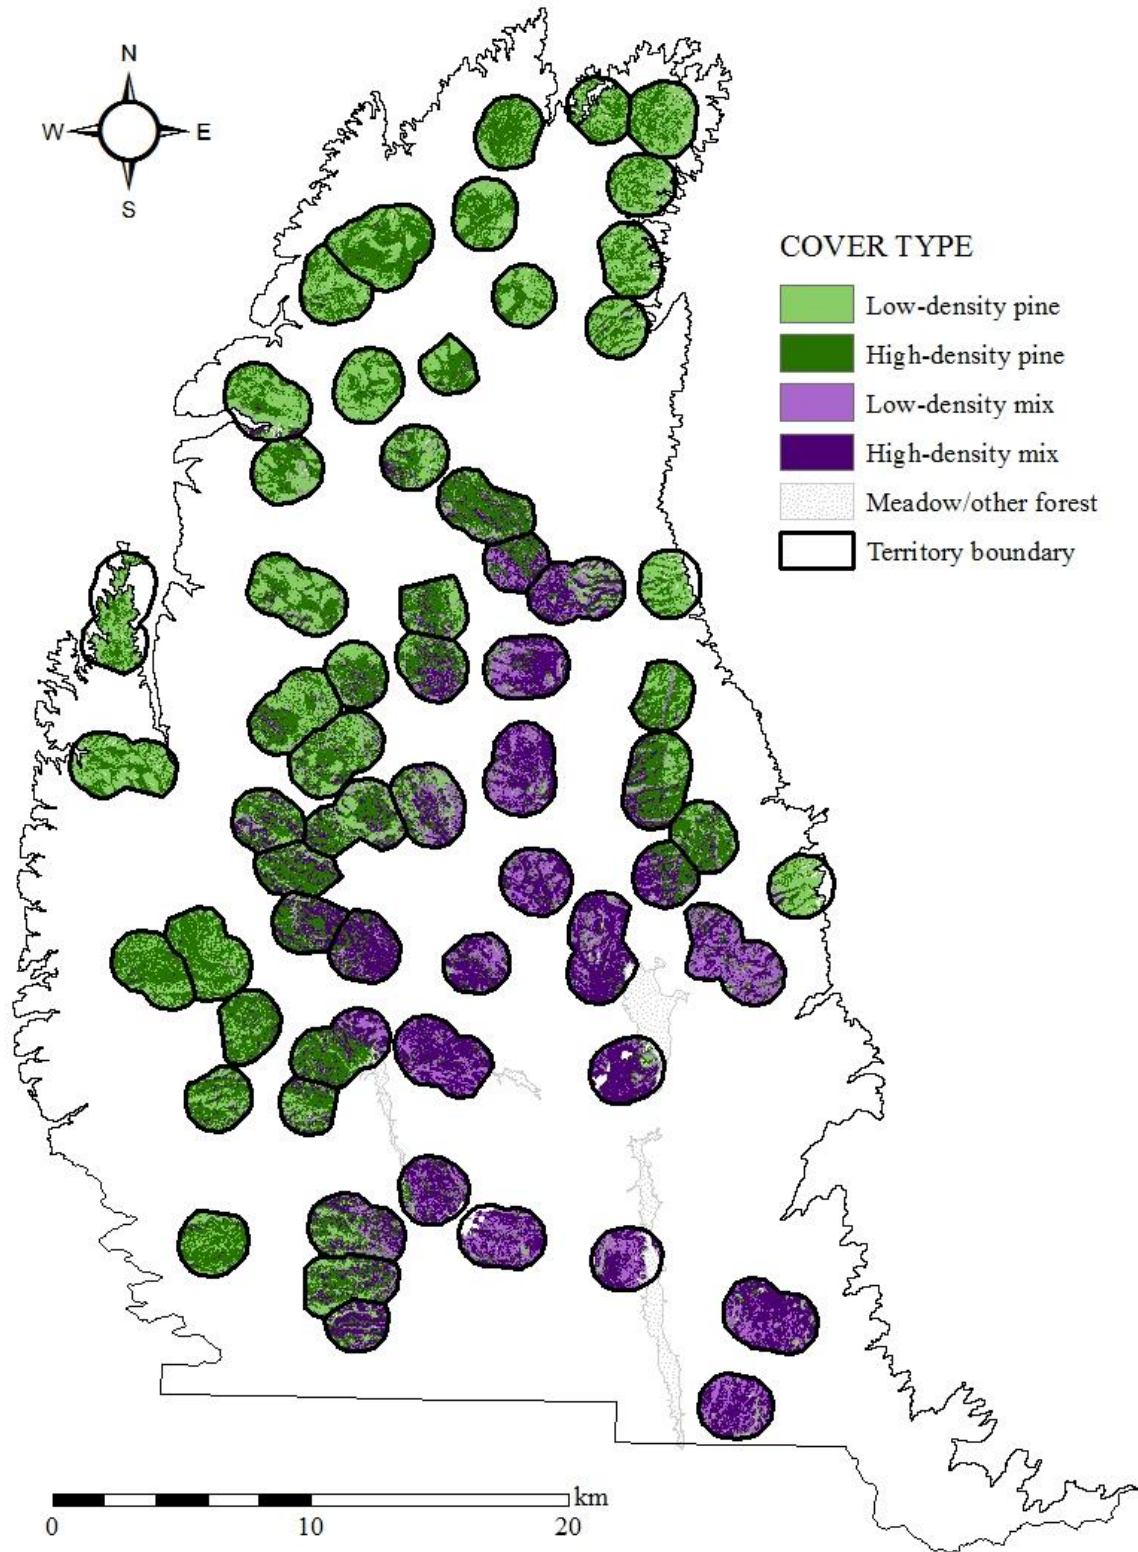 N
W E
S
COVER TYPE
Low-density pine
High-density pine
Low-density mix
High-density mix
Meadow/other forest
Territory boundary
km
0 10 20